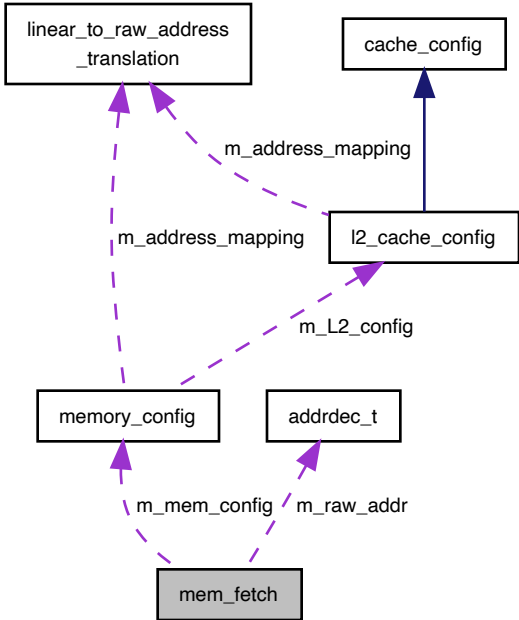 linear_to_raw_address
_translation
cache_config
m_address_mapping
l2_cache_config
m_address_mapping
m_L2_config
memory_config
addrdec_t
m_mem_config
m_raw_addr
mem_fetch